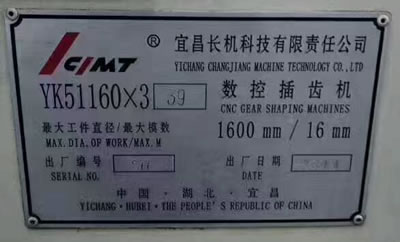 CJMT ® 宜昌长机科技有限责任公司
YICHANG CHANGJIANG MACHINE TECHNOLOGY CO.,LTD
YK51160×3 39 数控插齿机
CNC GEAR SHAPING MACHINES
最大工件直径/最大模数 1600 mm / 16 mm
MAX.DIA.OF WORK/MAX.M
出厂编号 出厂日期
SERIAL NO. DATE
中国·湖北·宜昌
YICHANG·HUBEI·THE PEOPLE'S REPUBLIC OF CHINA